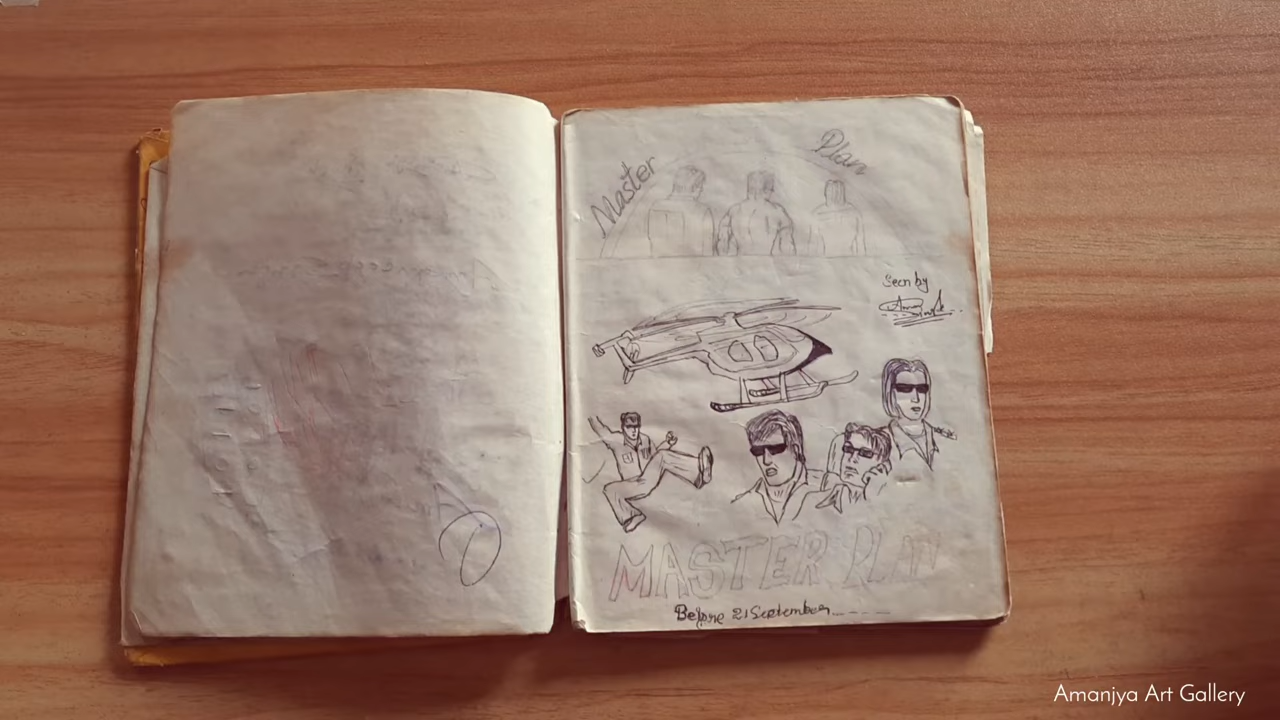 Master Plan
Seen by
MASTER PLAN
Before 21 September
Amanjya Art Gallery